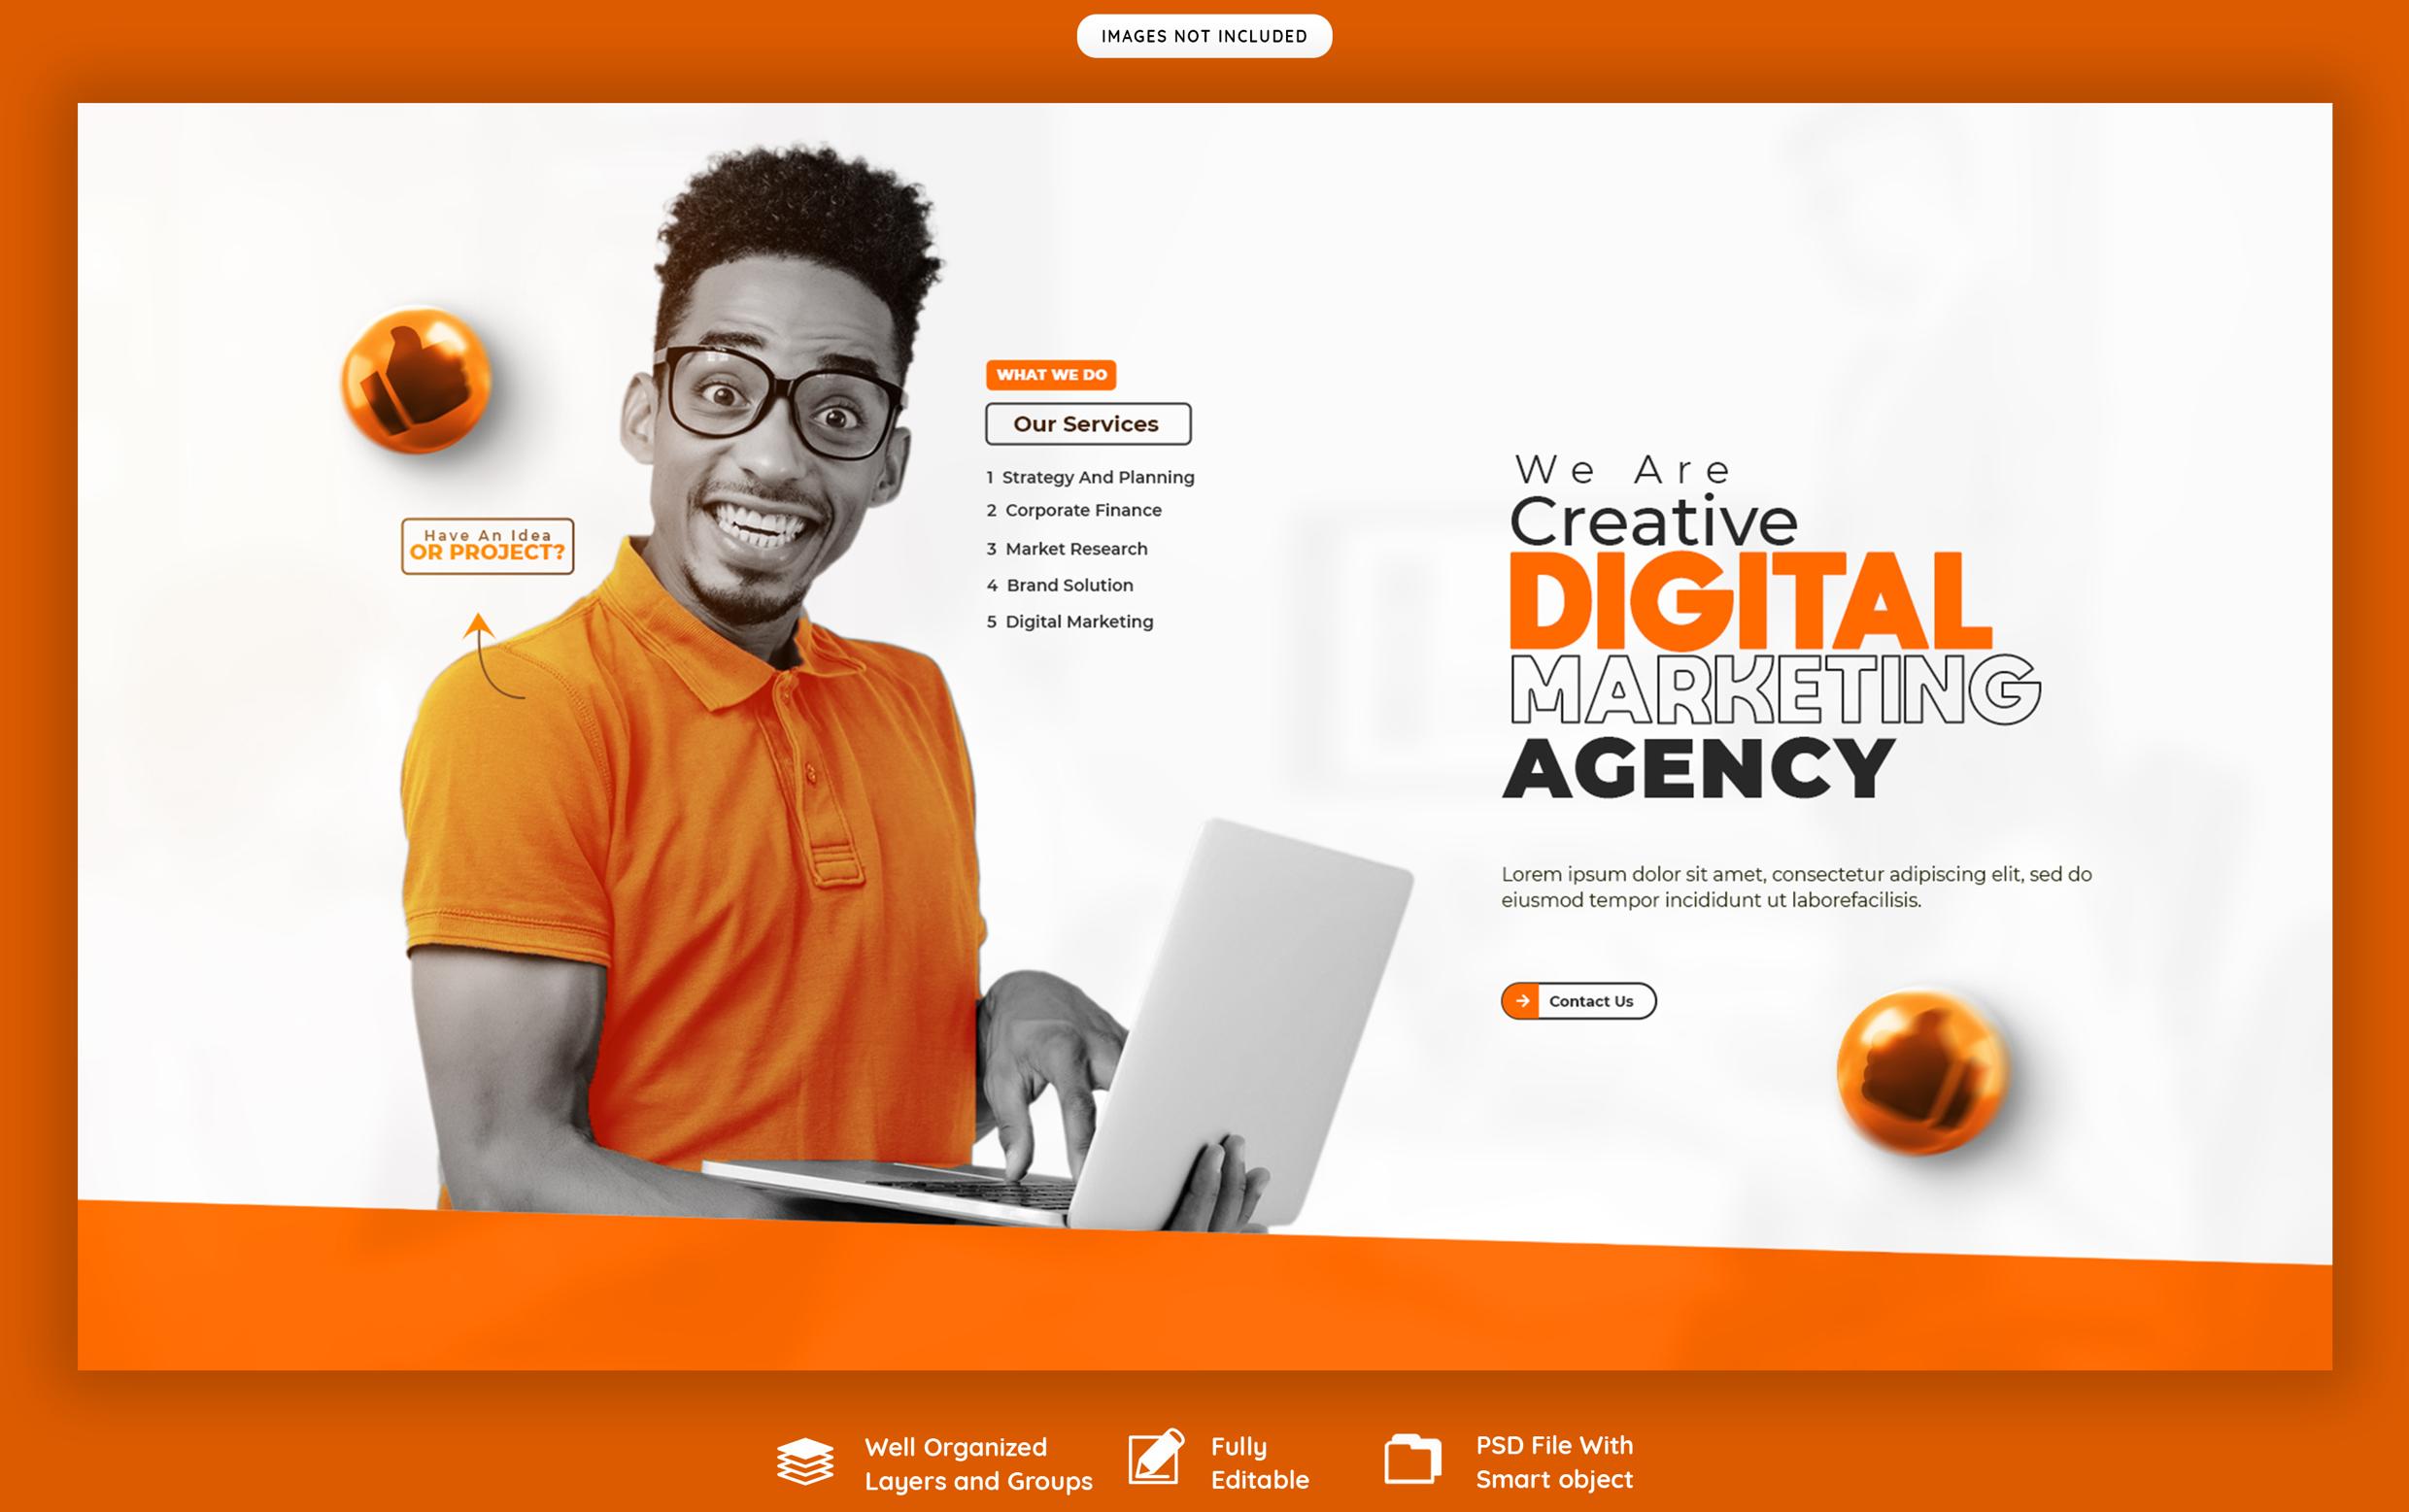 IMAGES NOT INCLUDED
Have An Idea
OR PROJECT?
WHAT WE DO
Our Services
1 Strategy And Planning
2 Corporate Finance
3 Market Research
4 Brand Solution
5 Digital Marketing
We Are
Creative
DIGITAL
MARKETING
AGENCY
Lorem ipsum dolor sit amet, consectetur adipiscing elit, sed do
eiusmod tempor incididunt ut laborefacilisis.
Contact Us
Well Organized
Layers and Groups
Fully
Editable
PSD File With
Smart object